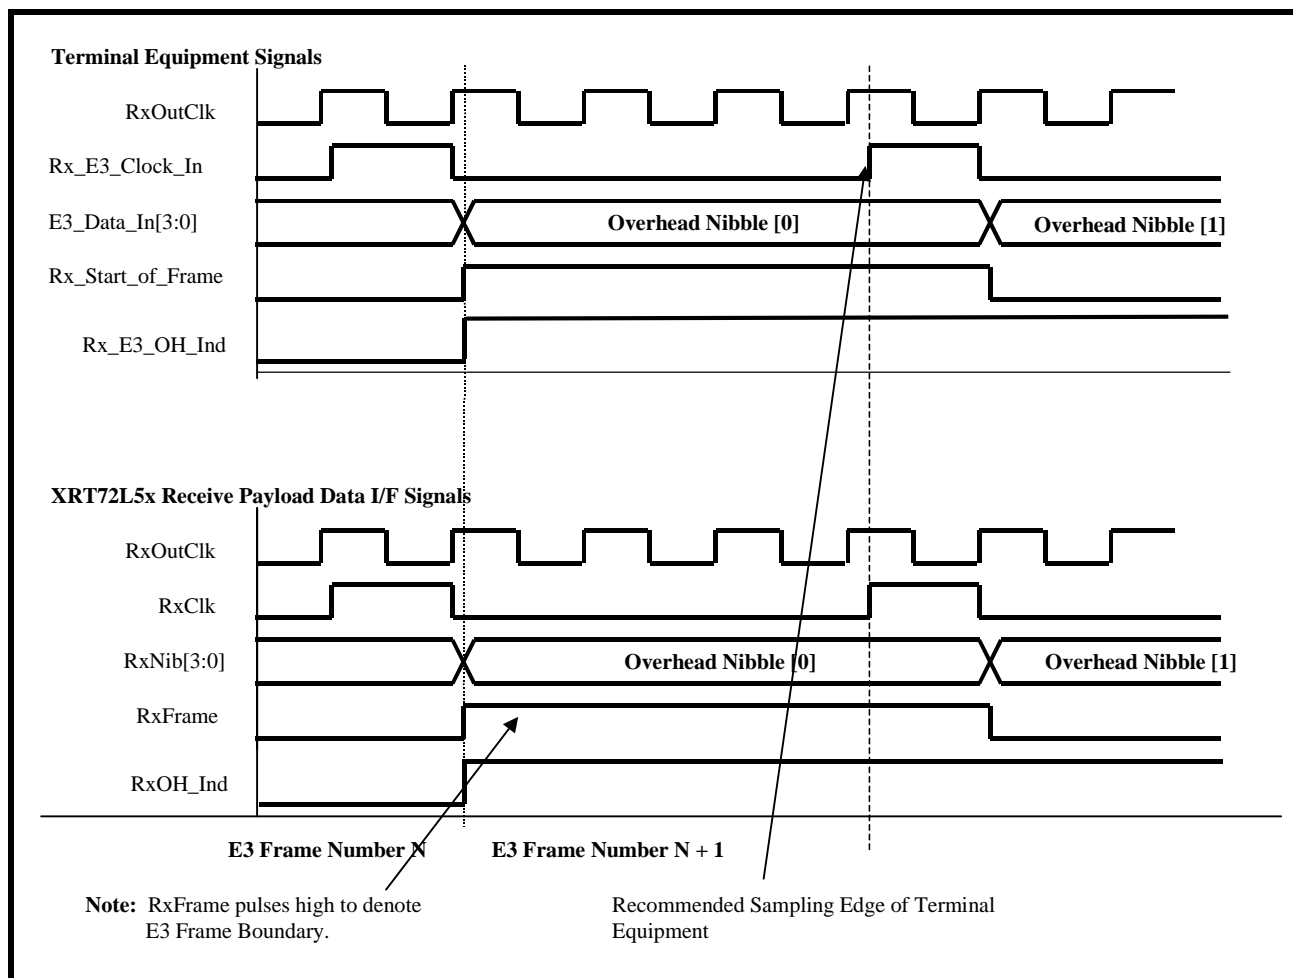 Terminal Equipment Signals
RxOutClk
Rx_E3_Clock_In
E3_Data_In[3:0]
Overhead Nibble [0]
Overhead Nibble [1]
Rx_Start_of_Frame
Rx_E3_OH_Ind
XRT72L5x Receive Payload Data I/F Signals
RxOutClk
RxClk
RxNib[3:0]
Overhead Nibble [0]
Overhead Nibble [1]
RxFrame
RxOH_Ind
E3 Frame Number N
E3 Frame Number N + 1
Note: RxFrame pulses high to denote
E3 Frame Boundary.
Recommended Sampling Edge of Terminal
Equipment